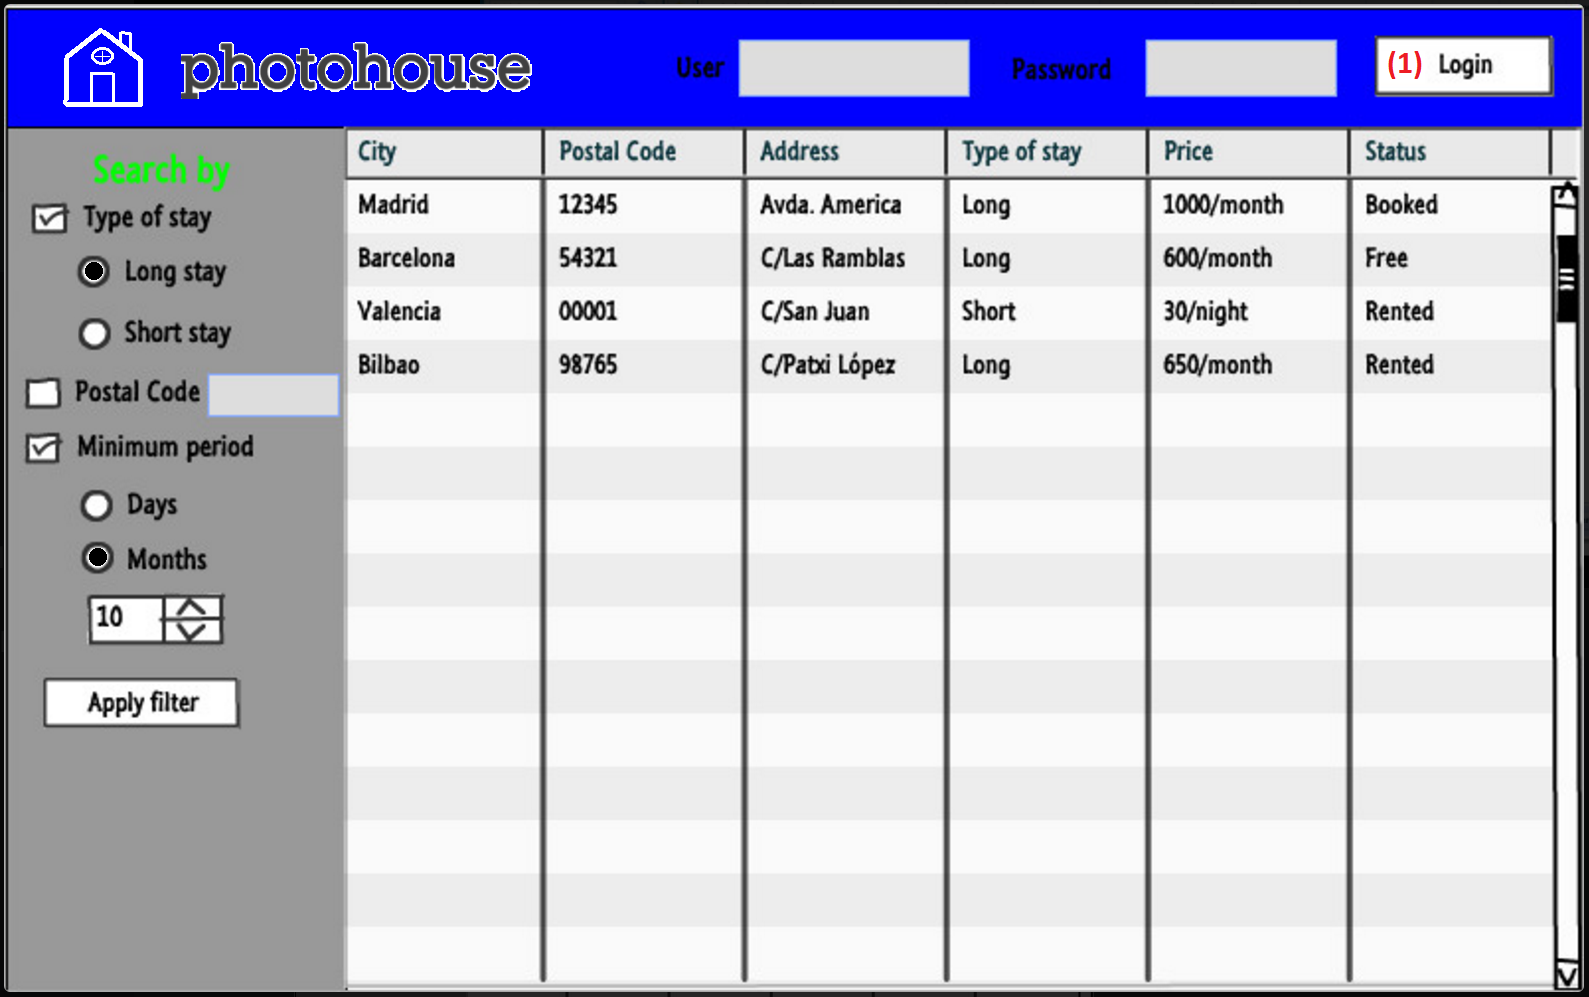 photohouse
User
Password
(1) Login
Search by
Type of stay
Long stay
Short stay
Postal Code
Minimum period
Days
Months
10
Apply filter
City Postal Code Address Type of stay Price Status
Madrid 12345 Avda. America Long 1000/month Booked
Barcelona 54321 C/Las Ramblas Long 600/month Free
Valencia 00001 C/San Juan Short 30/night Rented
Bilbao 98765 C/Patxi López Long 650/month Rented